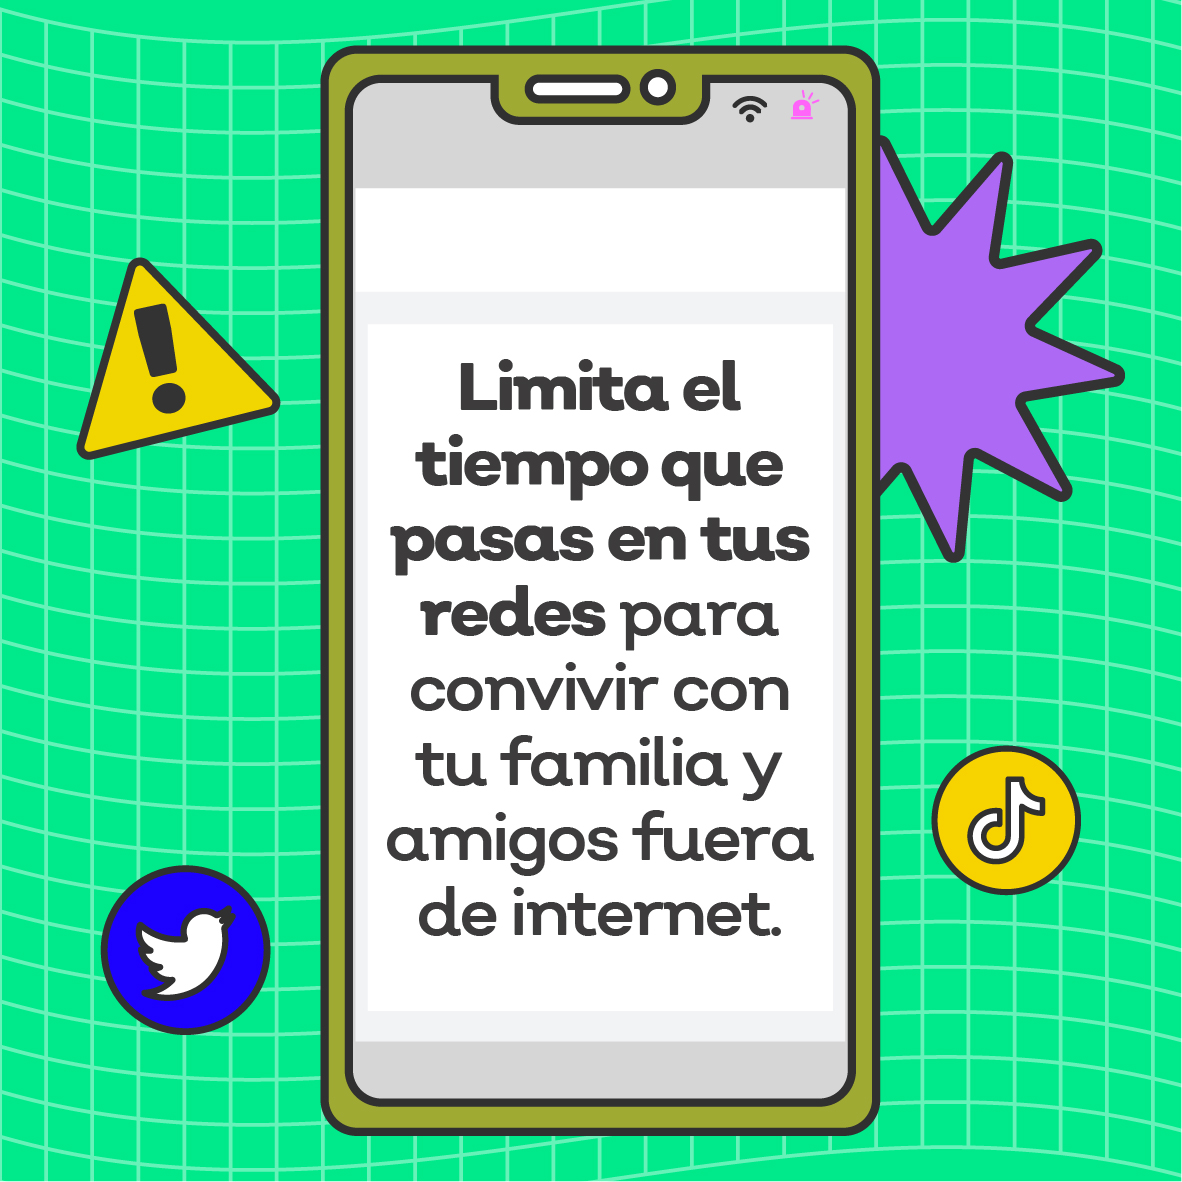 Limita el
tiempo que
pasas en tus
redes para
convivir con
tu familia y
amigos fuera
de internet.